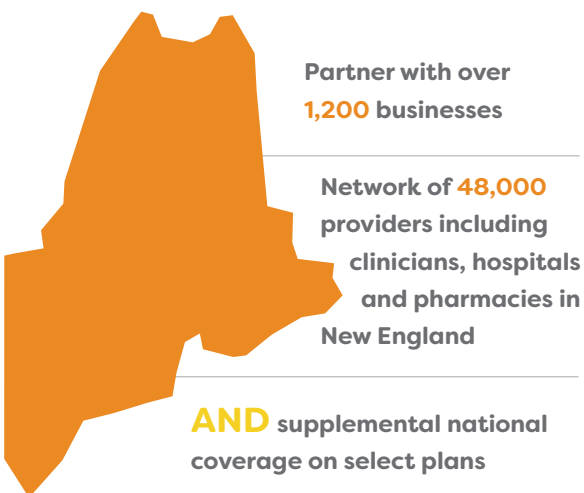 Partner with over
1,200 businesses
Network of 48,000
providers including
clinicians, hospitals
and pharmacies in
New England
AND supplemental national
coverage on select plans